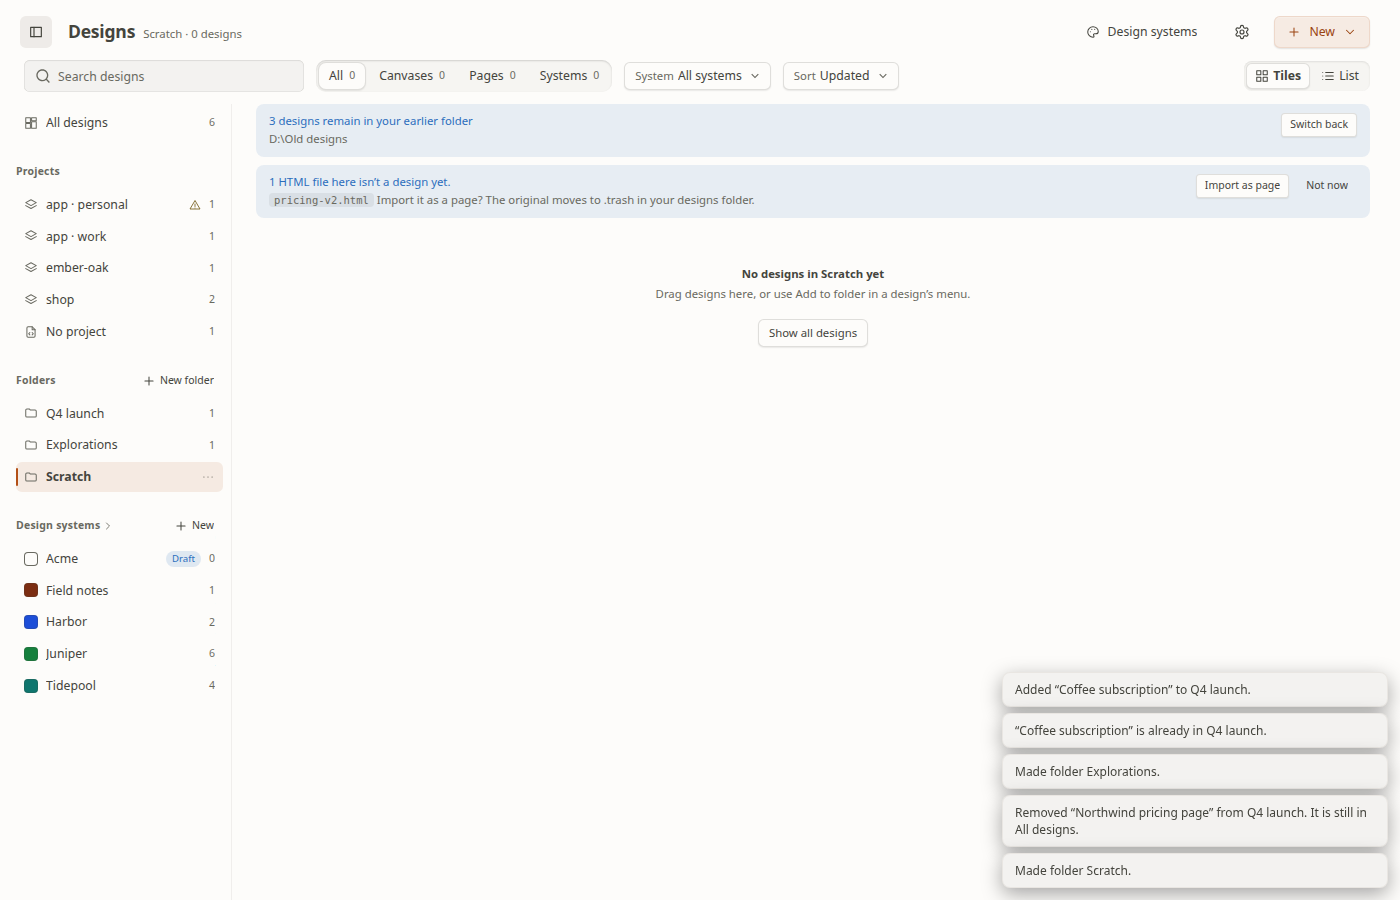 Designs
Scratch · 0 designs
Design systems
New
Search designs
All 0
Canvases 0
Pages 0
Systems 0
System All systems
Sort Updated
Tiles
List
All designs 6
Projects
app · personal 1
app · work 1
ember-oak 1
shop 2
No project 1
Folders
New folder
Q4 launch 1
Explorations 1
Scratch
Design systems
New
Acme Draft 0
Field notes 1
Harbor 2
Juniper 6
Tidepool 4
3 designs remain in your earlier folder
D:\Old designs
Switch back
1 HTML file here isn’t a design yet.
pricing-v2.html Import it as a page? The original moves to .trash in your designs folder.
Import as page
Not now
No designs in Scratch yet
Drag designs here, or use Add to folder in a design’s menu.
Show all designs
Added “Coffee subscription” to Q4 launch.
“Coffee subscription” is already in Q4 launch.
Made folder Explorations.
Removed “Northwind pricing page” from Q4 launch. It is still in
All designs.
Made folder Scratch.